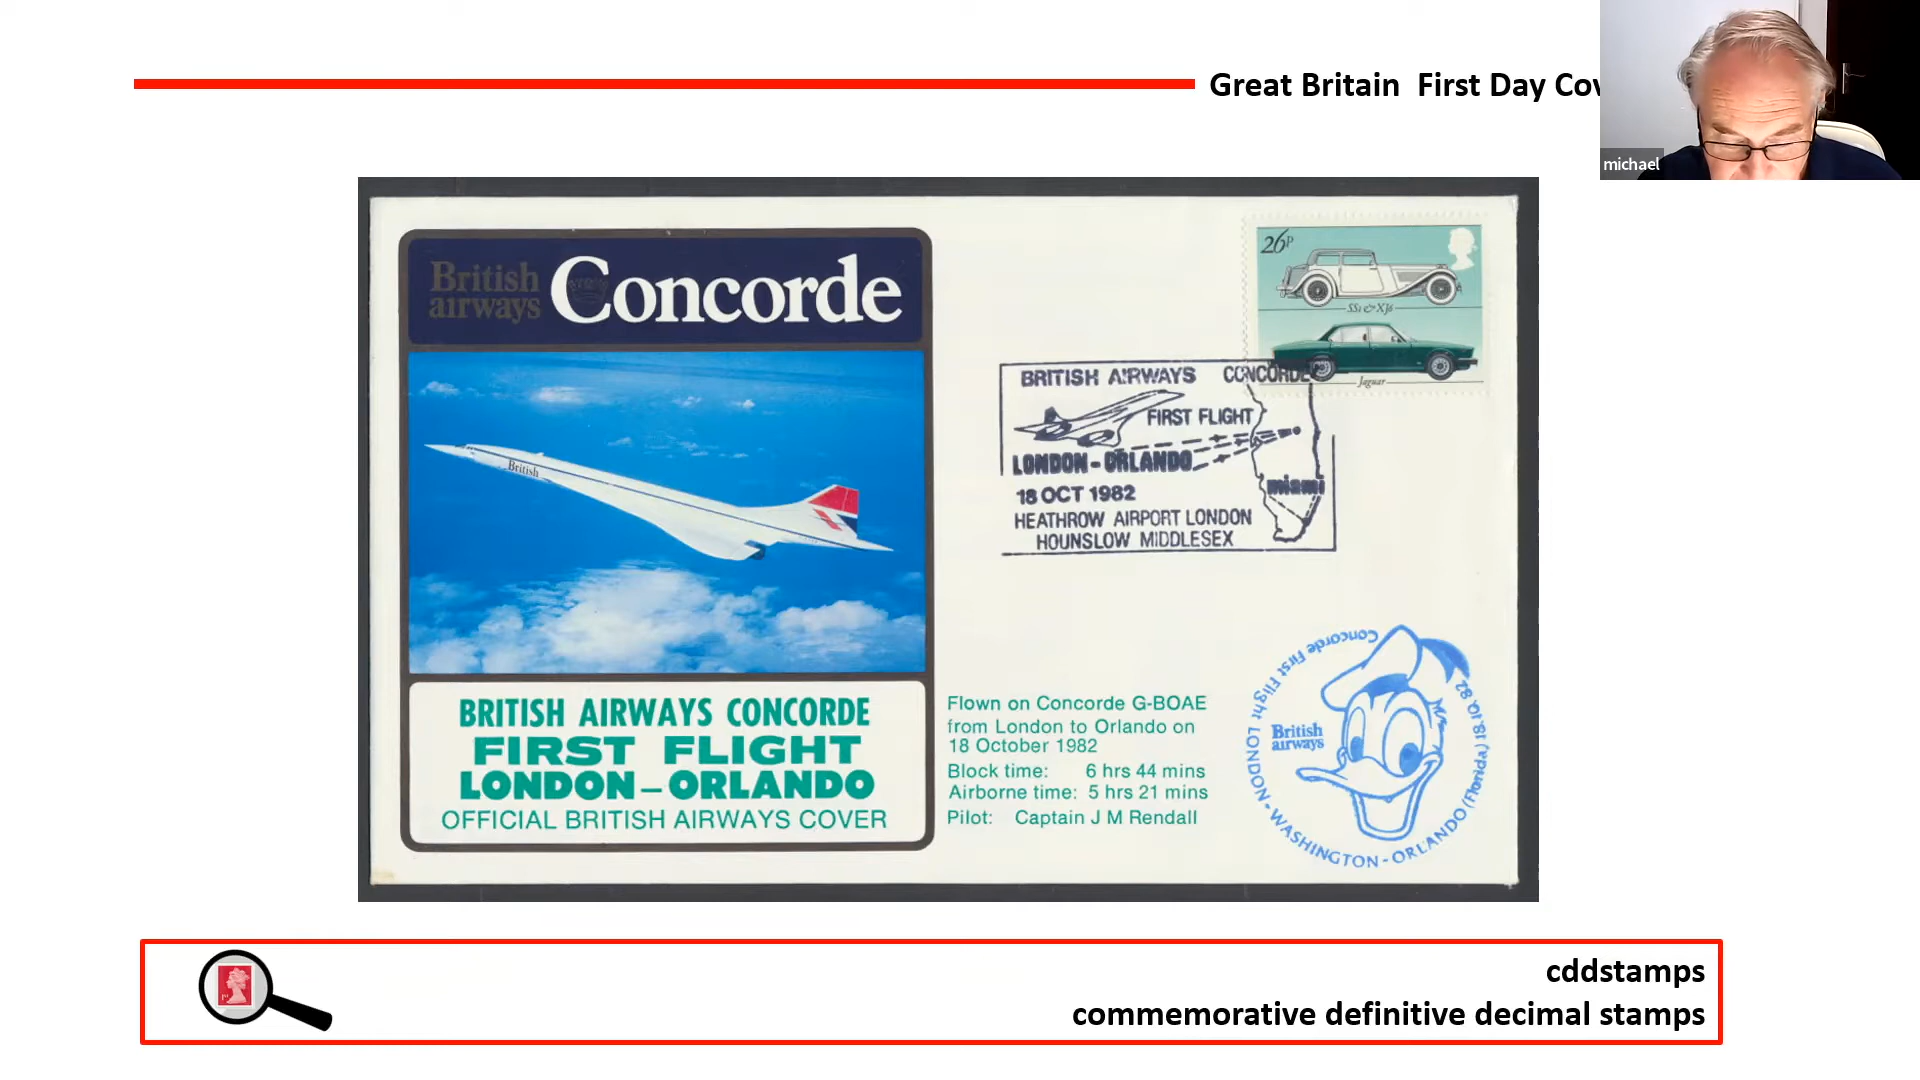 Great Britain  First Day Cov
michael
British
airways
Concorde
26P
SS1 & XJ6
Jaguar
British
BRITISH AIRWAYS CONCORDE
FIRST FLIGHT
LONDON - ORLANDO
18 OCT 1982
miami
HEATHROW AIRPORT LONDON
HOUNSLOW MIDDLESEX
BRITISH AIRWAYS CONCORDE
FIRST FLIGHT
LONDON – ORLANDO
OFFICIAL BRITISH AIRWAYS COVER
Flown on Concorde G-BOAE
from London to Orlando on
18 October 1982
Block time: 6 hrs 44 mins
Airborne time: 5 hrs 21 mins
Pilot: Captain J M Rendall
Concorde First Flight LONDON - WASHINGTON - ORLANDO (Florida) 18.10.82
British
airways
cddstamps
commemorative definitive decimal stamps